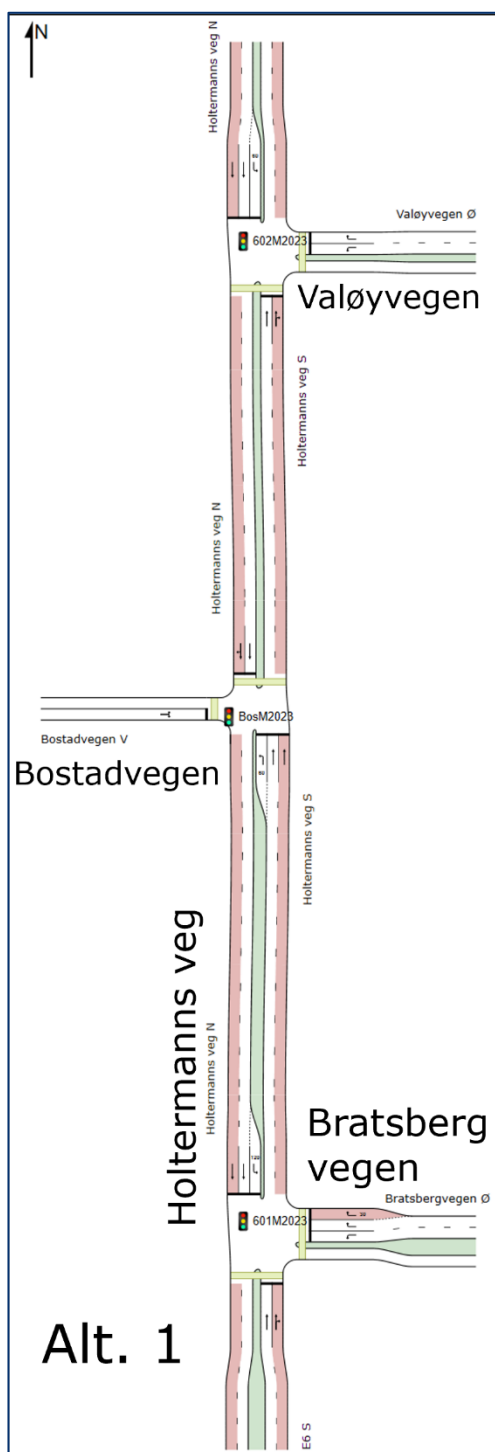 N
Holtermanns veg N
Valøyvegen Ø
602M2023
Valøyvegen
Holtermanns veg S
Holtermanns veg N
BosM2023
Bostadvegen V
Bostadvegen
Holtermanns veg S
Holtermanns veg
Holtermanns veg N
Bratsberg
vegen
Bratsbergvegen Ø
601M2023
Alt. 1
E6 S